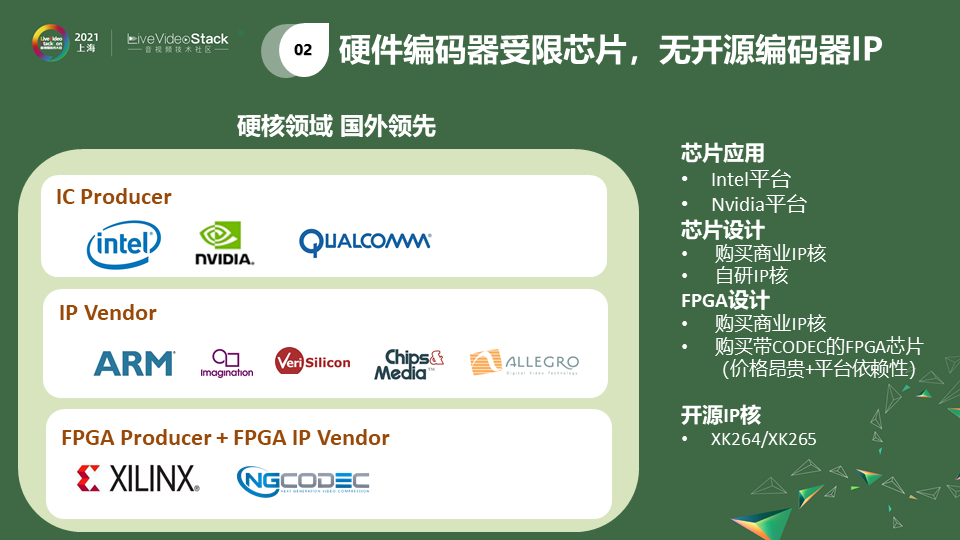 LiveVideo
Stack on
2021
上海
LiveVideoStack
音视频技术社区
02
硬件编码器受限芯片，无开源编码器IP
硬核领域 国外领先
IC Producer
intel
NVIDIA.
QUALCOMM
IP Vendor
ARM
imagination
VeriSilicon
Chips&
Media™
ALLEGRO
Digital Video Technology
FPGA Producer + FPGA IP Vendor
XILINX®
NGCODEC
NEXT GENERATION VIDEO COMPRESSION
芯片应用
• Intel平台
• Nvidia平台
芯片设计
• 购买商业IP核
• 自研IP核
FPGA设计
• 购买商业IP核
• 购买带CODEC的FPGA芯片
（价格昂贵+平台依赖性）
开源IP核
• XK264/XK265